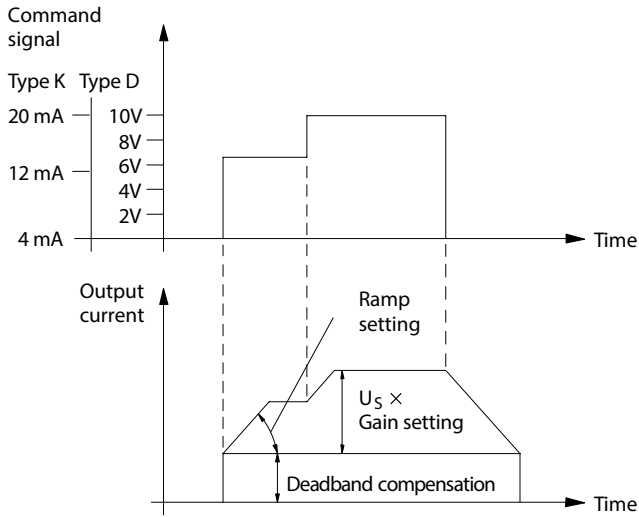 Command
signal
Type K Type D
20 mA 10V
8V
12 mA 6V
4V
2V
4 mA Time
Output
current
Ramp
setting
U_S ×
Gain setting
Deadband compensation
Time